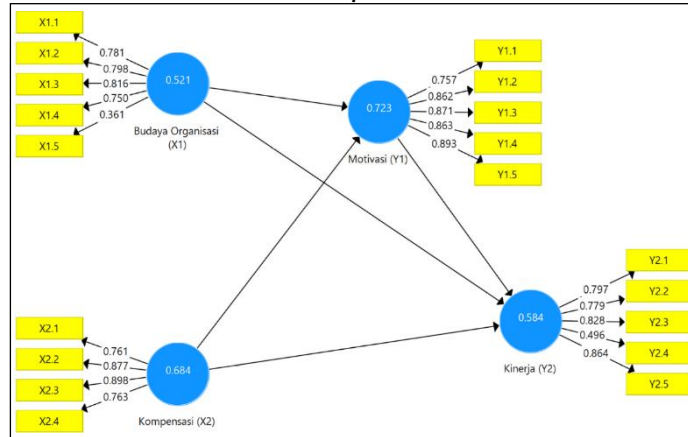 X1.1
X1.2
X1.3
X1.4
X1.5
0.781
0.798
0.816
0.750
0.361
0.521
Budaya Organisasi
(X1)
0.723
Motivasi (Y1)
0.757
0.862
0.871
0.863
0.893
Y1.1
Y1.2
Y1.3
Y1.4
Y1.5
X2.1
X2.2
X2.3
X2.4
0.761
0.877
0.898
0.763
0.684
Kompensasi (X2)
0.584
Kinerja (Y2)
0.797
0.779
0.828
0.496
0.864
Y2.1
Y2.2
Y2.3
Y2.4
Y2.5